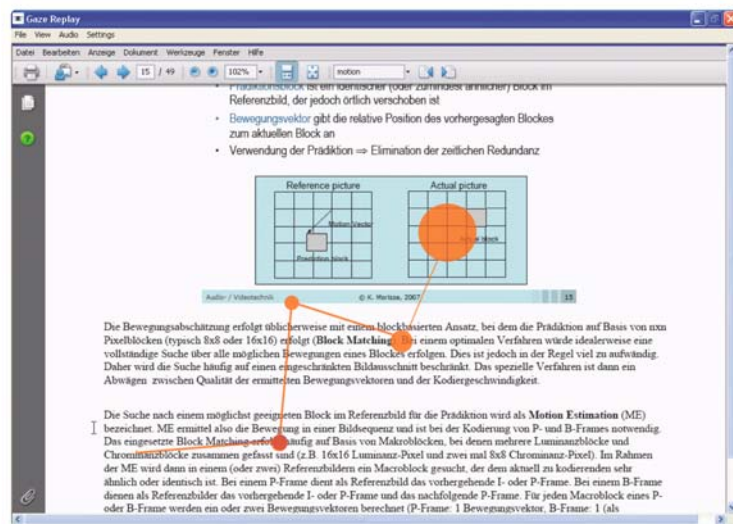 Gaze Replay
File View Audio Settings
Datei Bearbeiten Anzeige Dokument Werkzeuge Fenster Hilfe
15 / 49 102% motion
Prädiktionsblock ist ein identischer (oder zumindest ähnlicher) Block im
Referenzbild, der jedoch örtlich verschoben ist
• Bewegungsvektor gibt die relative Position des vorhergesagten Blockes
zum aktuellen Block an
• Verwendung der Prädiktion ⇒ Elimination der zeitlichen Redundanz
Reference picture Actual picture
Motion Vector
block
Prediction block
Audio- / Videotechnik © K. Meisse, 2007 15
Die Bewegungsabschätzung erfolgt üblicherweise mit einem blockbasierten Ansatz, bei dem die Prädiktion auf Basis von nxn
Pixelblöcken (typisch 8x8 oder 16x16) erfolgt (Block Matching). Bei einem optimalen Verfahren würde idealerweise eine
vollständige Suche über alle möglichen Bewegungen eines Blockes erfolgen. Dies ist jedoch in der Regel viel zu aufwändig.
Daher wird die Suche häufig auf einen eingeschränkten Bildausschnitt beschränkt. Das spezielle Verfahren ist dann ein
Abwägen zwischen Qualität der ermittelten Bewegungsvektoren und der Kodiergeschwindigkeit.
Die Suche nach einem möglichst geeigneten Block im Referenzbild für die Prädiktion wird als Motion Estimation (ME)
bezeichnet. ME ermittel also die Bewegung in einer Bildsequenz und ist bei der Kodierung von P- und B-Frames notwendig.
Das eingesetzte Block Matching erfolgt häufig auf Basis von Makroblöcken, bei denen mehrere Luminanzblöcke und
Chrominanzblöcke zusammen gefasst sind (z.B. 16x16 Luminanz-Pixel und zwei mal 8x8 Chrominanz-Pixel). Im Rahmen
der ME wird dann in einem (oder zwei) Referenzbildern ein Macroblock gesucht, der dem aktuell zu kodierenden sehr
ähnlich oder identisch ist. Bei einem P-Frame dient als Referenzbild das vorhergehende I- oder P-Frame. Bei einem B-Frame
dienen als Referenzbilder das vorhergehende I- oder P-Frame und das nachfolgende P-Frame. Für jeden Macroblock eines P-
oder B-Frame werden ein oder zwei Bewegungsvektoren berechnet (P-Frame: 1 Bewegungsvektor, B-Frame: 1 (als